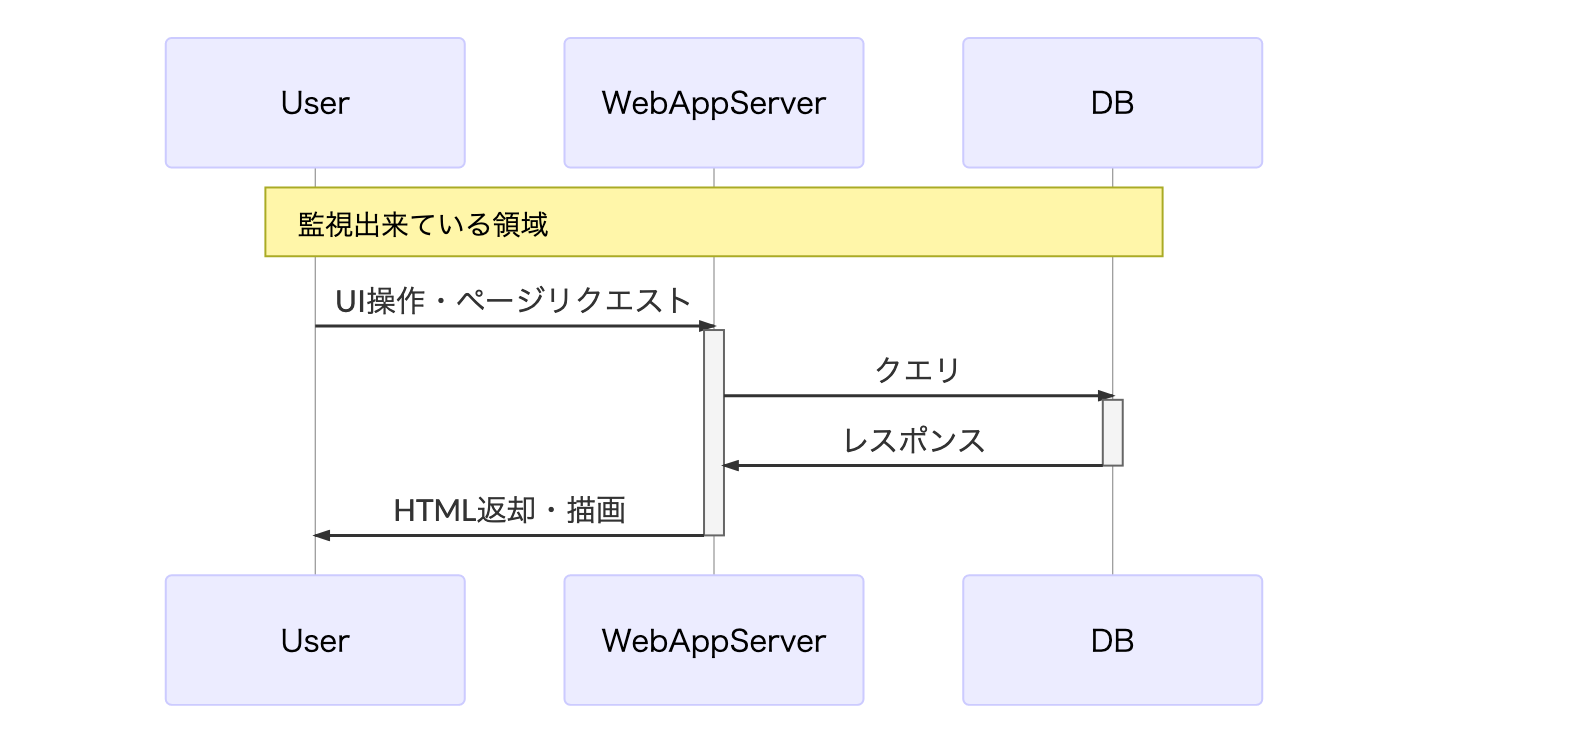 User
WebAppServer
DB
監視出来ている領域
UI操作・ページリクエスト
クエリ
レスポンス
HTML返却・描画
User
WebAppServer
DB